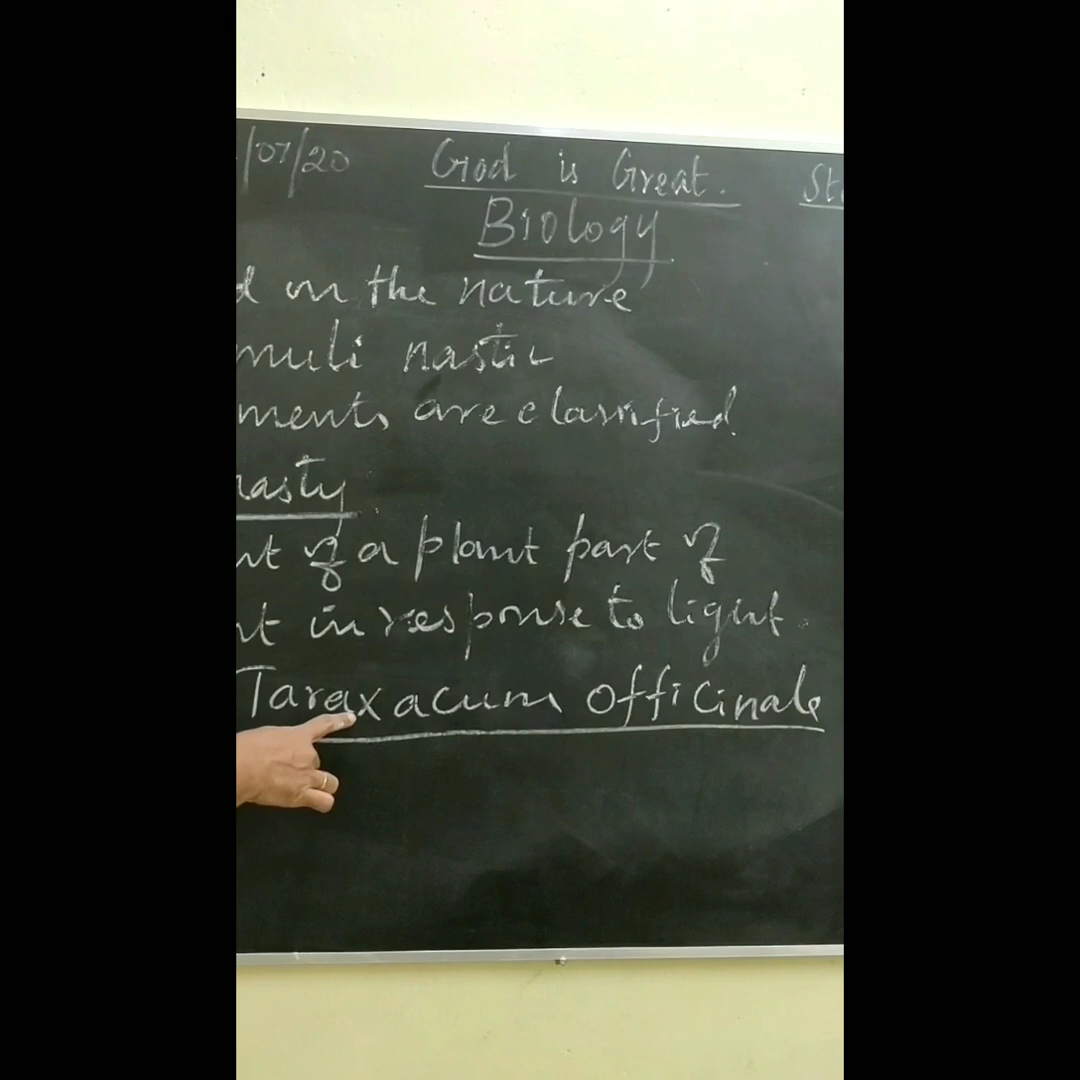 /07/20 God is Great. St
Biology
d on the nature
muli nastic
ments are classified.
nasty
nt of a plant part of
nt in response to light.
Taraxacum Officinale